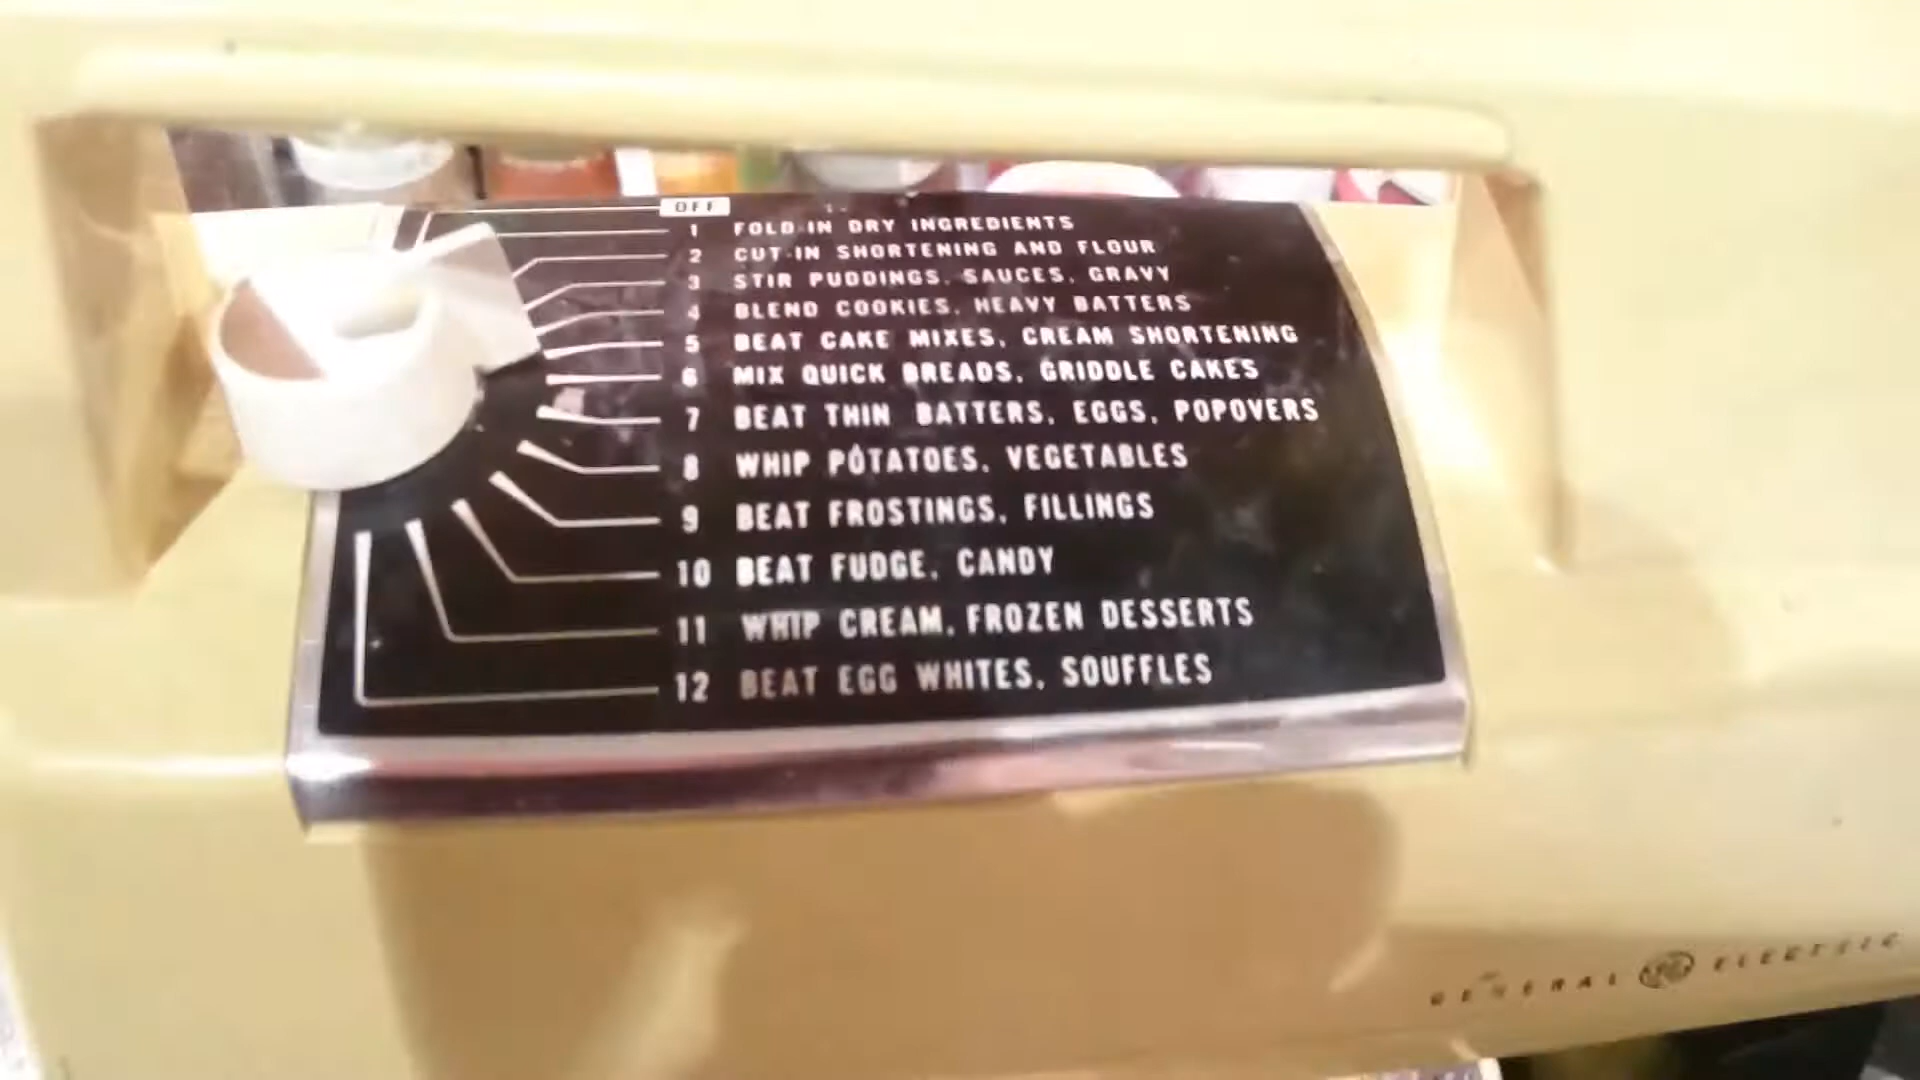 OFF
1 FOLD-IN DRY INGREDIENTS
2 CUT-IN SHORTENING AND FLOUR
3 STIR PUDDINGS, SAUCES, GRAVY
4 BLEND COOKIES, HEAVY BATTERS
5 BEAT CAKE MIXES, CREAM SHORTENING
6 MIX QUICK BREADS, GRIDDLE CAKES
7 BEAT THIN BATTERS, EGGS, POPOVERS
8 WHIP POTATOES, VEGETABLES
9 BEAT FROSTINGS, FILLINGS
10 BEAT FUDGE, CANDY
11 WHIP CREAM, FROZEN DESSERTS
12 BEAT EGG WHITES, SOUFFLES
GENERAL GE ELECTRIC